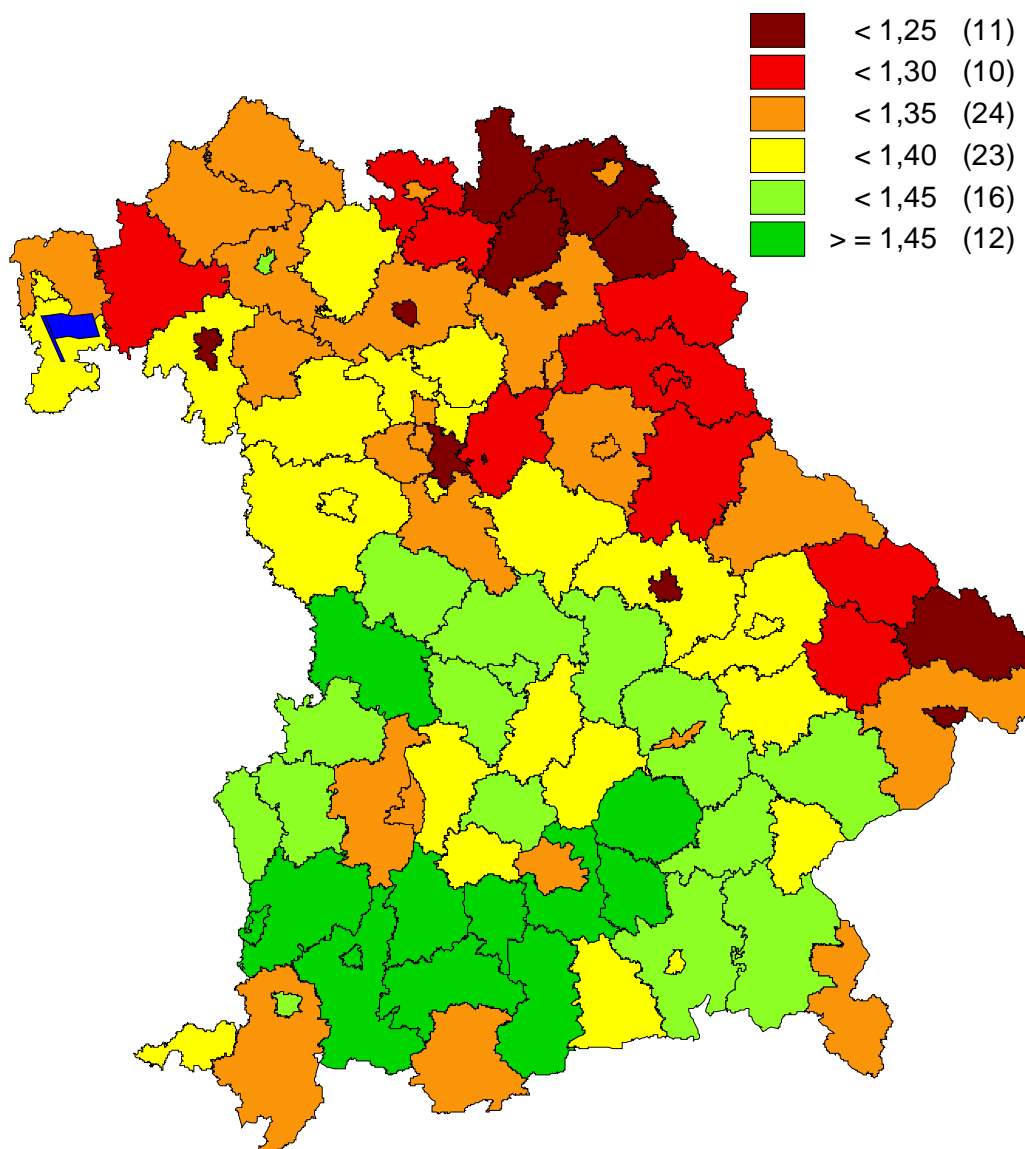 < 1,25 (11)
< 1,30 (10)
< 1,35 (24)
< 1,40 (23)
< 1,45 (16)
> = 1,45 (12)